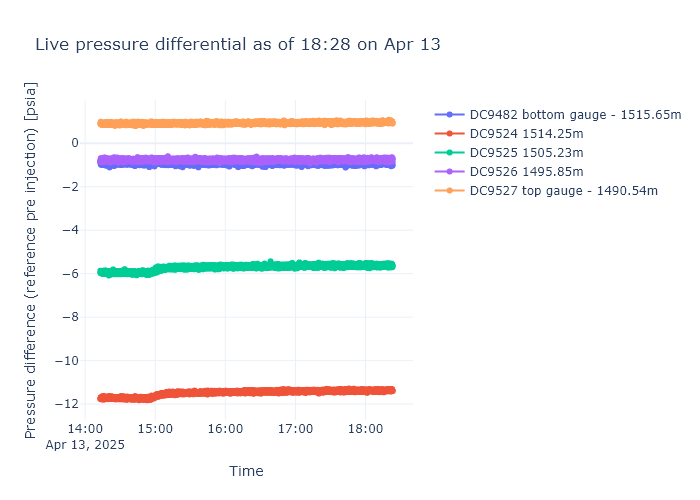 Live pressure differential as of 18:28 on Apr 13
Pressure difference (reference pre injection) [psia]
0
−2
−4
−6
−8
−10
−12
14:00
Apr 13, 2025
15:00
16:00
17:00
18:00
Time
DC9482 bottom gauge - 1515.65m
DC9524 1514.25m
DC9525 1505.23m
DC9526 1495.85m
DC9527 top gauge - 1490.54m